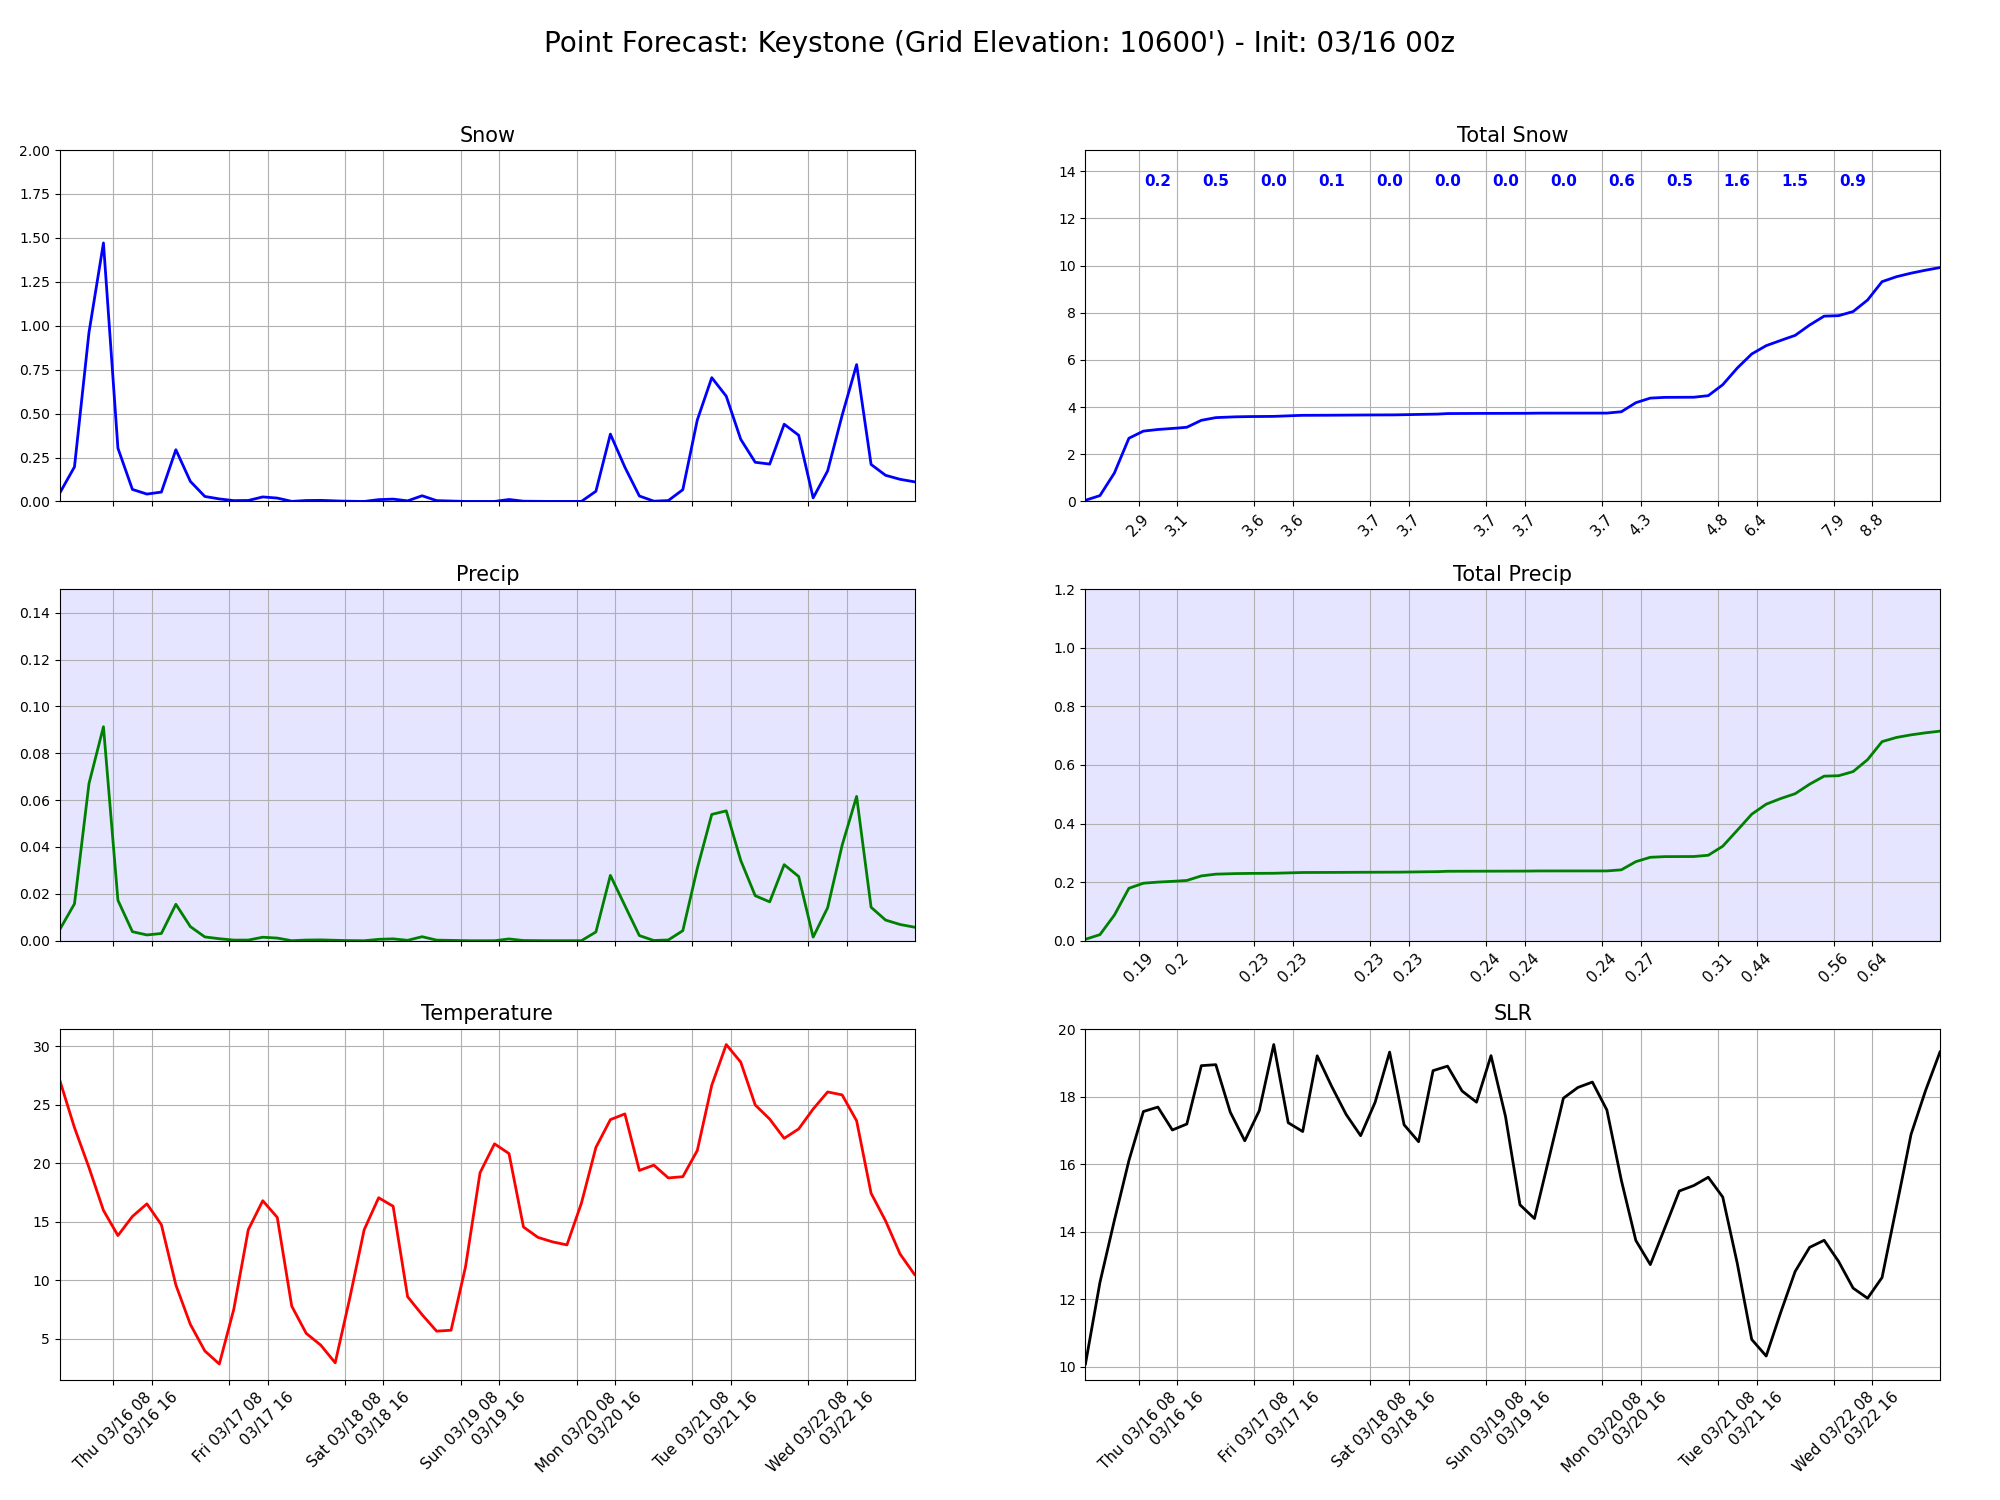 Point Forecast: Keystone (Grid Elevation: 10600') - Init: 03/16 00z
Snow
2.00
1.75
1.50
1.25
1.00
0.75
0.50
0.25
0.00
Total Snow
14
12
10
8
6
4
2
0
0.2 0.5 0.0 0.1 0.0 0.0 0.0 0.0 0.6 0.5 1.6 1.5 0.9
2.9 3.1 3.6 3.6 3.7 3.7 3.7 3.7 3.7 4.3 4.8 6.4 7.9 8.8
Precip
0.14
0.12
0.10
0.08
0.06
0.04
0.02
0.00
Total Precip
1.2
1.0
0.8
0.6
0.4
0.2
0.0
0.19 0.2 0.23 0.23 0.23 0.23 0.24 0.24 0.24 0.27 0.31 0.44 0.56 0.64
Temperature
30
25
20
15
10
5
Thu 03/16 08
03/16 16
Fri 03/17 08
03/17 16
Sat 03/18 08
03/18 16
Sun 03/19 08
03/19 16
Mon 03/20 08
03/20 16
Tue 03/21 08
03/21 16
Wed 03/22 08
03/22 16
SLR
20
18
16
14
12
10
Thu 03/16 08
03/16 16
Fri 03/17 08
03/17 16
Sat 03/18 08
03/18 16
Sun 03/19 08
03/19 16
Mon 03/20 08
03/20 16
Tue 03/21 08
03/21 16
Wed 03/22 08
03/22 16